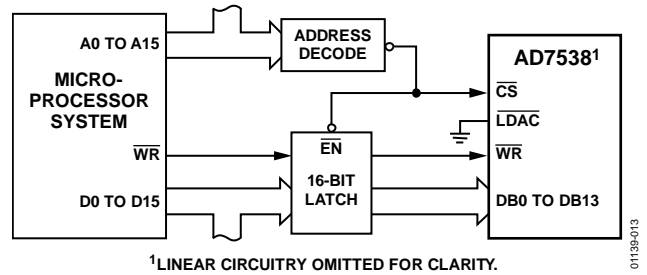 A0 TO A15
MICRO-
PROCESSOR
SYSTEM
WR
D0 TO D15
ADDRESS
DECODE
EN
16-BIT
LATCH
AD7538¹
CS
LDAC
WR
DB0 TO DB13
¹LINEAR CIRCUITRY OMITTED FOR CLARITY.
01139-013